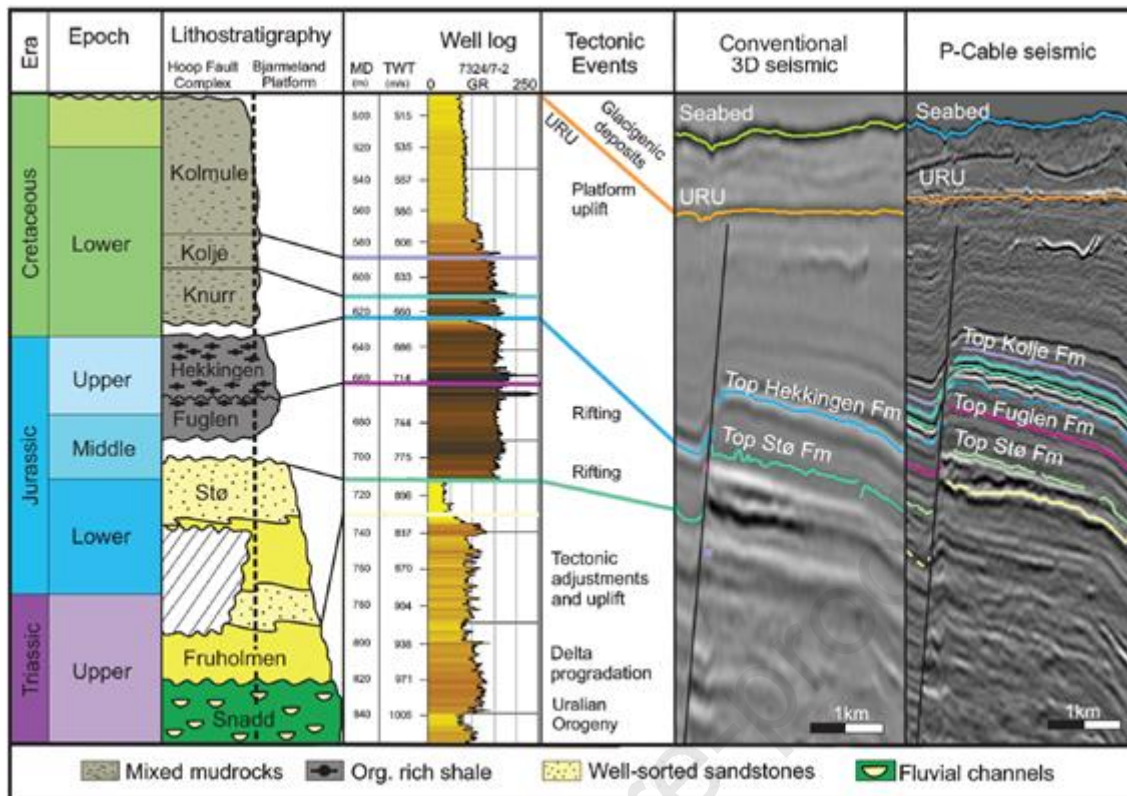 Era
Epoch
Lithostratigraphy
Hoop Fault Complex
Bjarmeland Platform
MD
(m)
TWT
(m/s)
Well log
7324/7-2
0 GR 250
Tectonic Events
Conventional 3D seismic
P-Cable seismic
Cretaceous
Jurassic
Triassic
Lower
Upper
Middle
Lower
Upper
Kolmule
Kolje
Knurr
Hekkingen
Fuglen
Stø
Fruholmen
Snadd
500
520
540
560
580
600
620
640
660
680
700
720
740
760
780
800
820
840
515
535
557
580
606
633
660
686
714
744
775
806
837
870
904
938
971
1005
URU
Glacigenic deposits
Platform uplift
Rifting
Rifting
Tectonic adjustments and uplift
Delta progradation
Uralian Orogeny
Seabed
URU
Top Hekkingen Fm
Top Stø Fm
1km
Seabed
URU
Top Kolje Fm
Top Fuglen Fm
Top Stø Fm
1km
Mixed mudrocks
Org. rich shale
Well-sorted sandstones
Fluvial channels